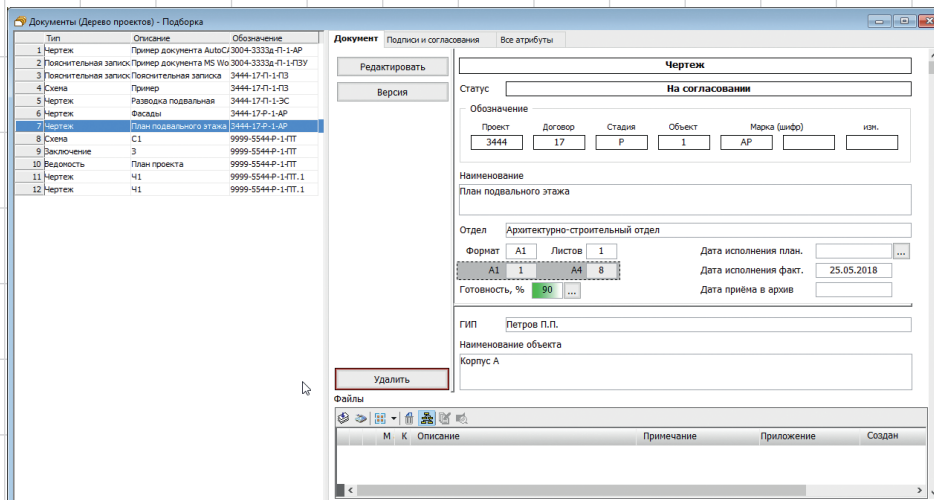 Документы (Дерево проектов) - Подборка
Тип Описание Обозначение
1 Чертеж Пример документа AutoCA 3004-3333д-П-1-АР
2 Пояснительная записк Пример документа MS Wo 3004-3333д-П-1-ПЗУ
3 Пояснительная записк Пояснительная записка 3444-17-П-1-ПЗ
4 Схема Пример 3444-17-П-1-ПЗ
5 Чертеж Разводка подвальная 3444-17-Р-1-ЭС
6 Чертеж Фасады 3444-17-Р-1-АР
7 Чертеж План подвального этажа 3444-17-Р-1-АР
8 Схема С1 9999-5544-Р-1-ПТ
9 Заключение 3 9999-5544-Р-1-ПТ
10 Ведомость План проекта 9999-5544-Р-1-ПТ
11 Чертеж Ч1 9999-5544-Р-1-ПТ.1
12 Чертеж Ч1 9999-5544-Р-1-ПТ.1
Документ Подписи и согласования Все атрибуты
Редактировать
Версия
Удалить
Чертеж
Статус На согласовании
Обозначение
Проект Договор Стадия Объект Марка (шифр) изм.
3444 17 Р 1 АР
Наименование
План подвального этажа
Отдел Архитектурно-строительный отдел
Формат А1 Листов 1 Дата исполнения план. ...
А1 1 А4 8 Дата исполнения факт. 25.05.2018
Готовность, % 90 ... Дата приёма в архив
ГИП Петров П.П.
Наименование объекта
Корпус А
Файлы
М К Описание Примечание Приложение Создан